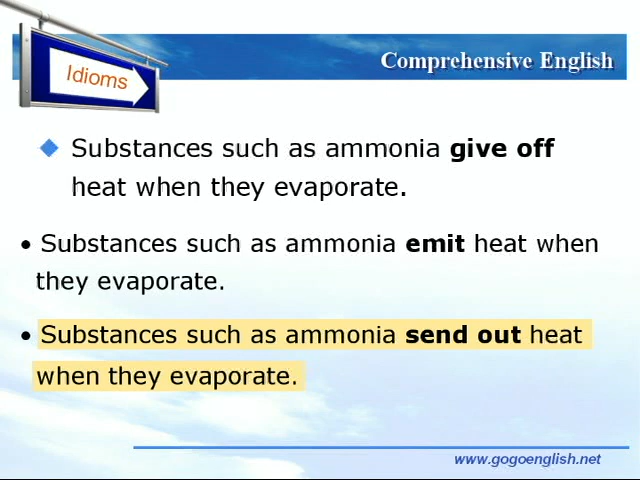 Idioms
Comprehensive English
Substances such as ammonia give off
heat when they evaporate.
• Substances such as ammonia emit heat when
they evaporate.
• Substances such as ammonia send out heat
when they evaporate.
www.gogoenglish.net